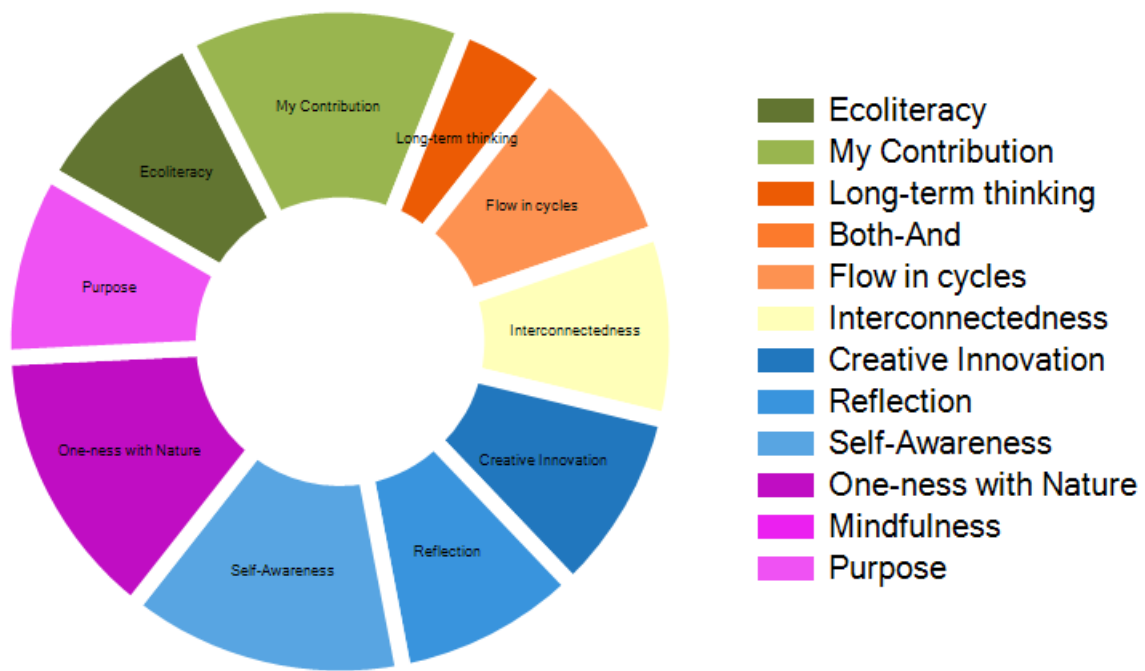 My Contribution
Long-term thinking
Ecoliteracy
Flow in cycles
Purpose
Interconnectedness
One-ness with Nature
Creative Innovation
Reflection
Self-Awareness
Ecoliteracy
My Contribution
Long-term thinking
Both-And
Flow in cycles
Interconnectedness
Creative Innovation
Reflection
Self-Awareness
One-ness with Nature
Mindfulness
Purpose